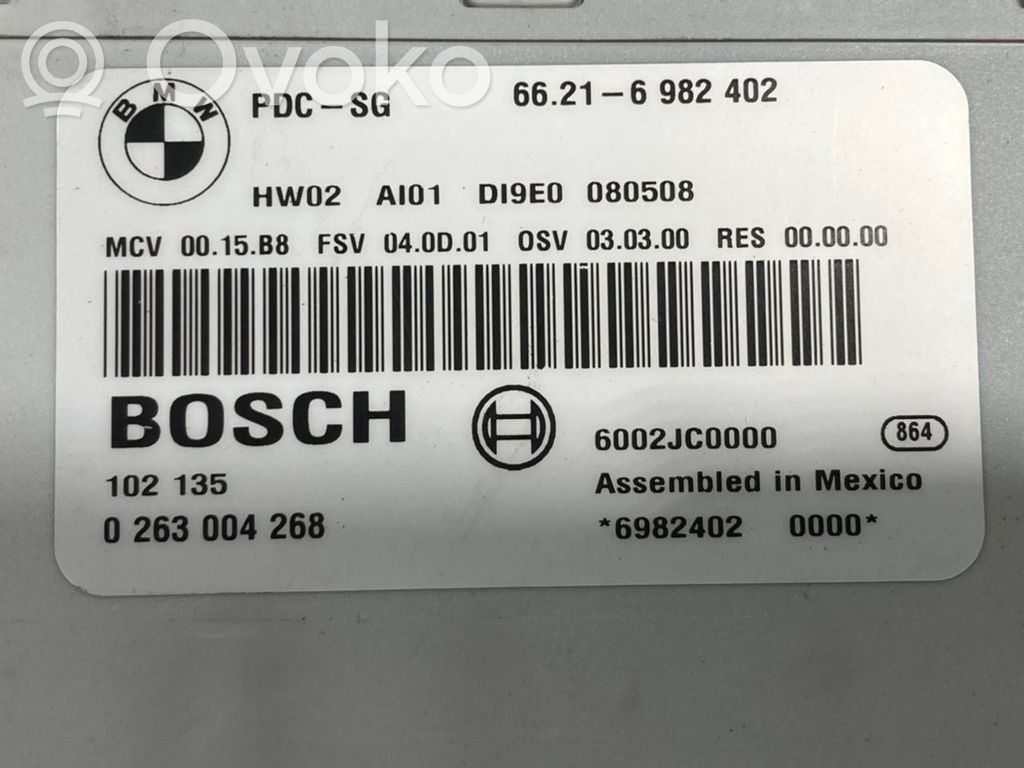 Ovoko
BMW
PDC-SG 66.21-6 982 402
HW02 AI01 DI9E0 080508
MCV 00.15.B8 FSV 04.0D.01 OSV 03.03.00 RES 00.00.00
BOSCH
6002JC0000 864
102 135 Assembled in Mexico
0 263 004 268 *6982402 0000*